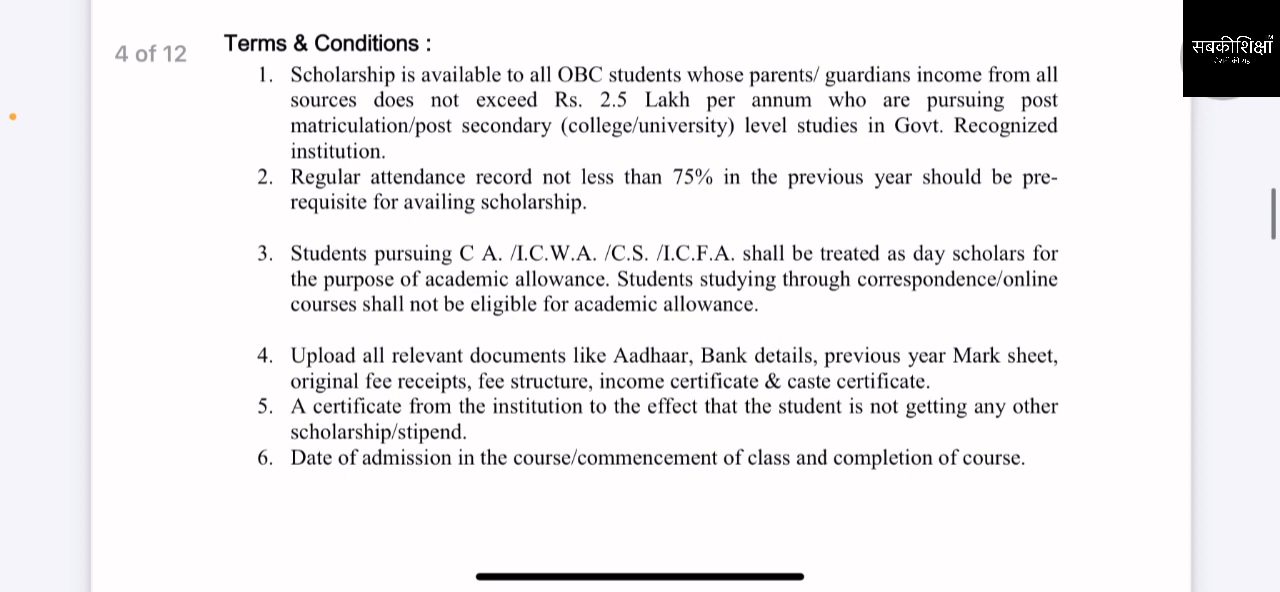 4 of 12
Terms & Conditions :
1. Scholarship is available to all OBC students whose parents/ guardians income from all
sources does not exceed Rs. 2.5 Lakh per annum who are pursuing post
matriculation/post secondary (college/university) level studies in Govt. Recognized
institution.
2. Regular attendance record not less than 75% in the previous year should be pre-
requisite for availing scholarship.
3. Students pursuing C A. /I.C.W.A. /C.S. /I.C.F.A. shall be treated as day scholars for
the purpose of academic allowance. Students studying through correspondence/online
courses shall not be eligible for academic allowance.
4. Upload all relevant documents like Aadhaar, Bank details, previous year Mark sheet,
original fee receipts, fee structure, income certificate & caste certificate.
5. A certificate from the institution to the effect that the student is not getting any other
scholarship/stipend.
6. Date of admission in the course/commencement of class and completion of course.
सबकीशिक्षा